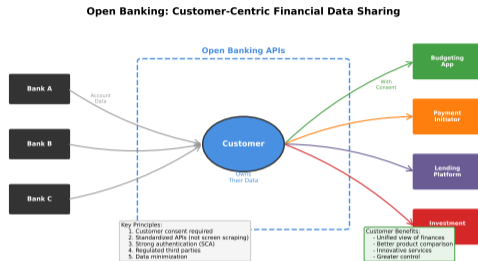 Open Banking: Customer-Centric Financial Data Sharing
Open Banking APIs
Budgeting
App
With
Consent
Bank A
Account
Data
Payment
Initiator
Bank B
Customer
Lending
Platform
Their Data
Bank C
Investment
Key Principles:
1. Customer consent required
2. Standardized APIs (not screen scraping)
3. Strong authentication (SCA)
4. Regulated third parties
5. Data minimization
Customer Benefits:
- Unified view of finances
- Better product comparison
- Innovative services
- Greater control